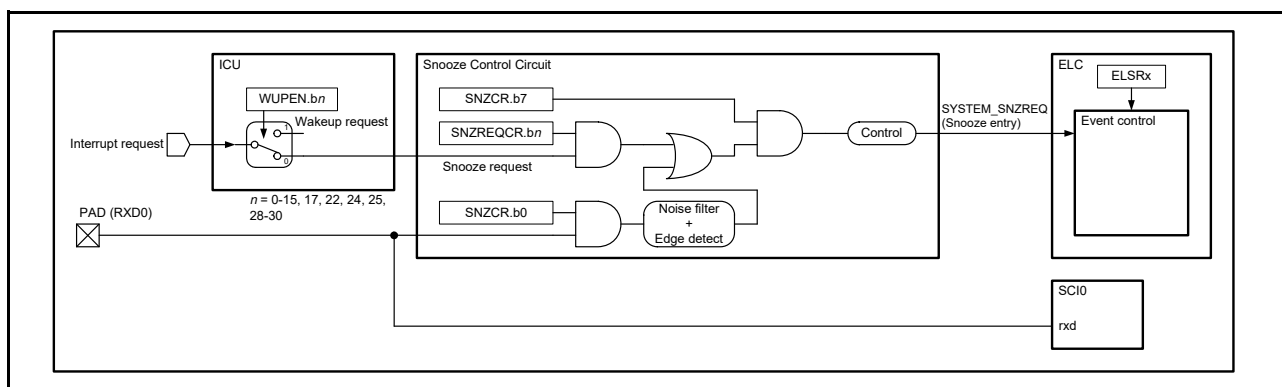 ICU
WUPEN.bn
1
Wakeup request
Interrupt request
0
n = 0-15, 17, 22, 24, 25,
28-30
PAD (RXD0)
Snooze Control Circuit
SNZCR.b7
SNZREQCR.bn
Snooze request
SNZCR.b0
Noise filter
+
Edge detect
Control
SYSTEM_SNZREQ
(Snooze entry)
ELC
ELSRx
Event control
SCI0
rxd